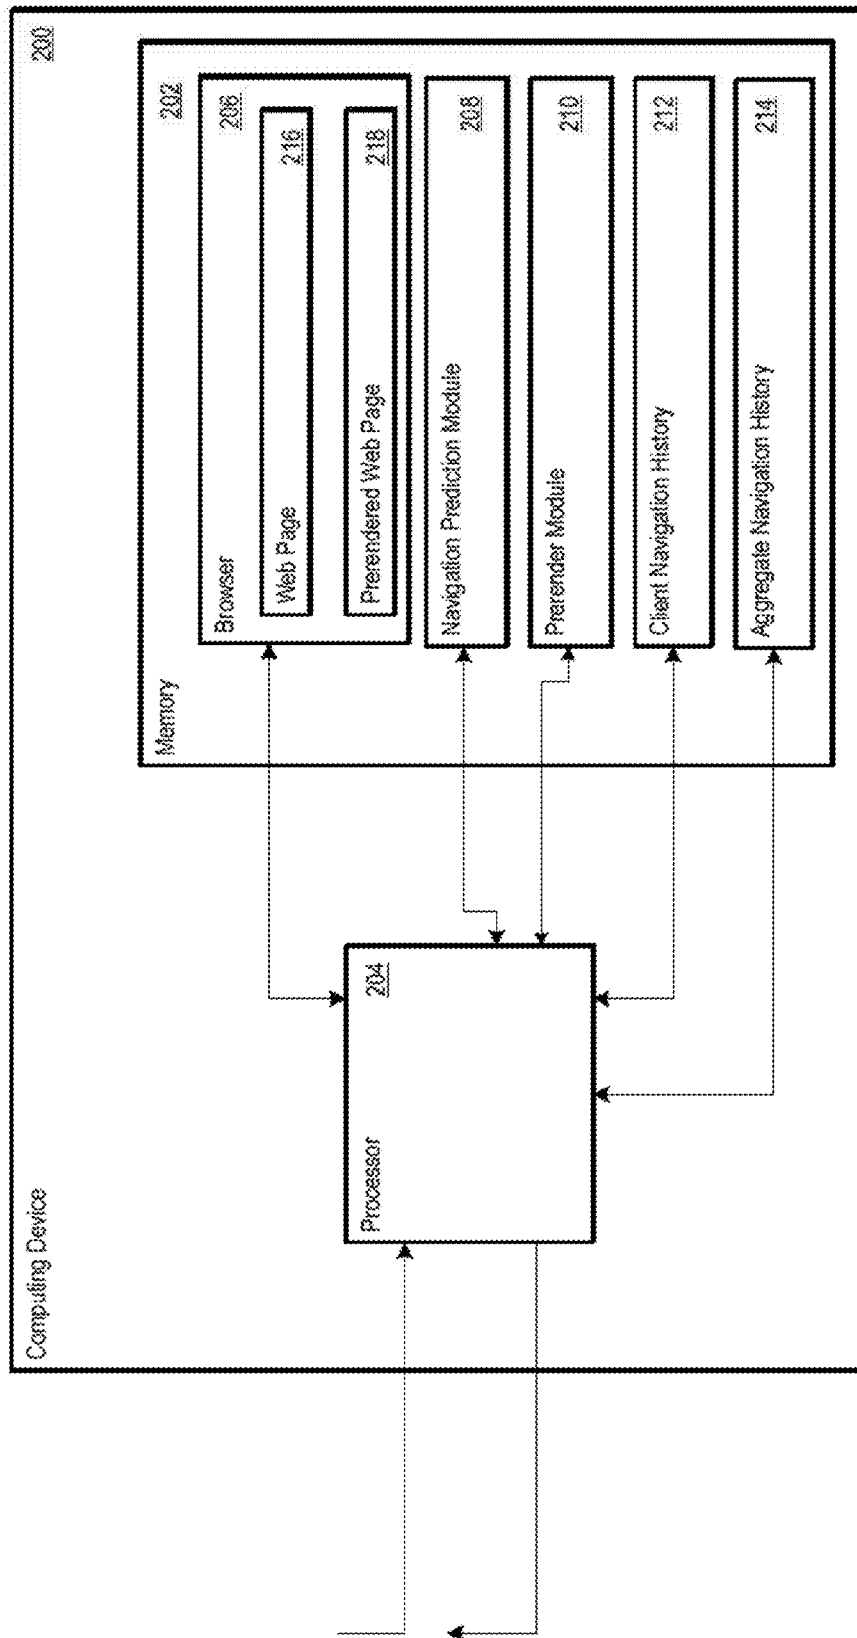 Computing Device
200
Memory
202
Browser
206
Web Page
216
Prerendered Web Page
218
Navigation Prediction Module
208
Prerender Module
210
Client Navigation History
212
Aggregate Navigation History
214
Processor
204